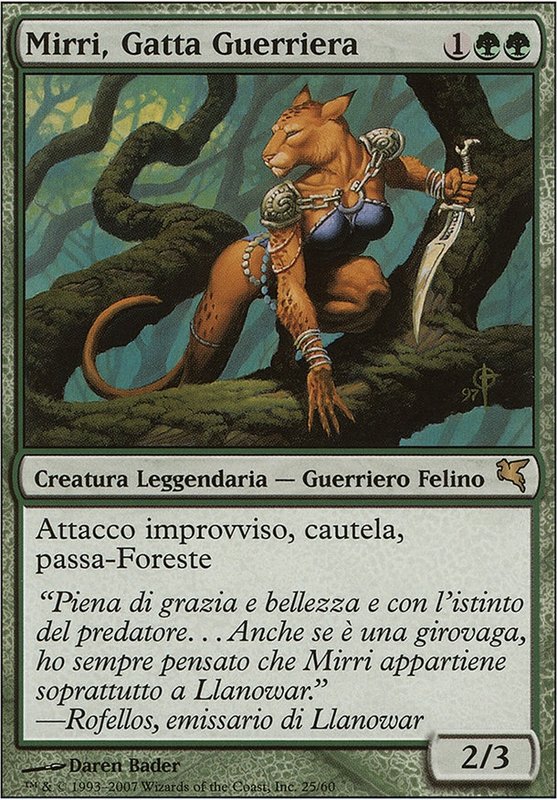 Mirri, Gatta Guerriera 1
97
Creatura Leggendaria — Guerriero Felino
Attacco improvviso, cautela,
passa-Foreste
“Piena di grazia e bellezza e con l’istinto
del predatore. . . Anche se è una girovaga,
ho sempre pensato che Mirri appartiene
soprattutto a Llanowar.”
—Rofellos, emissario di Llanowar
2/3
Daren Bader
™ & © 1993–2007 Wizards of the Coast, Inc. 25/60